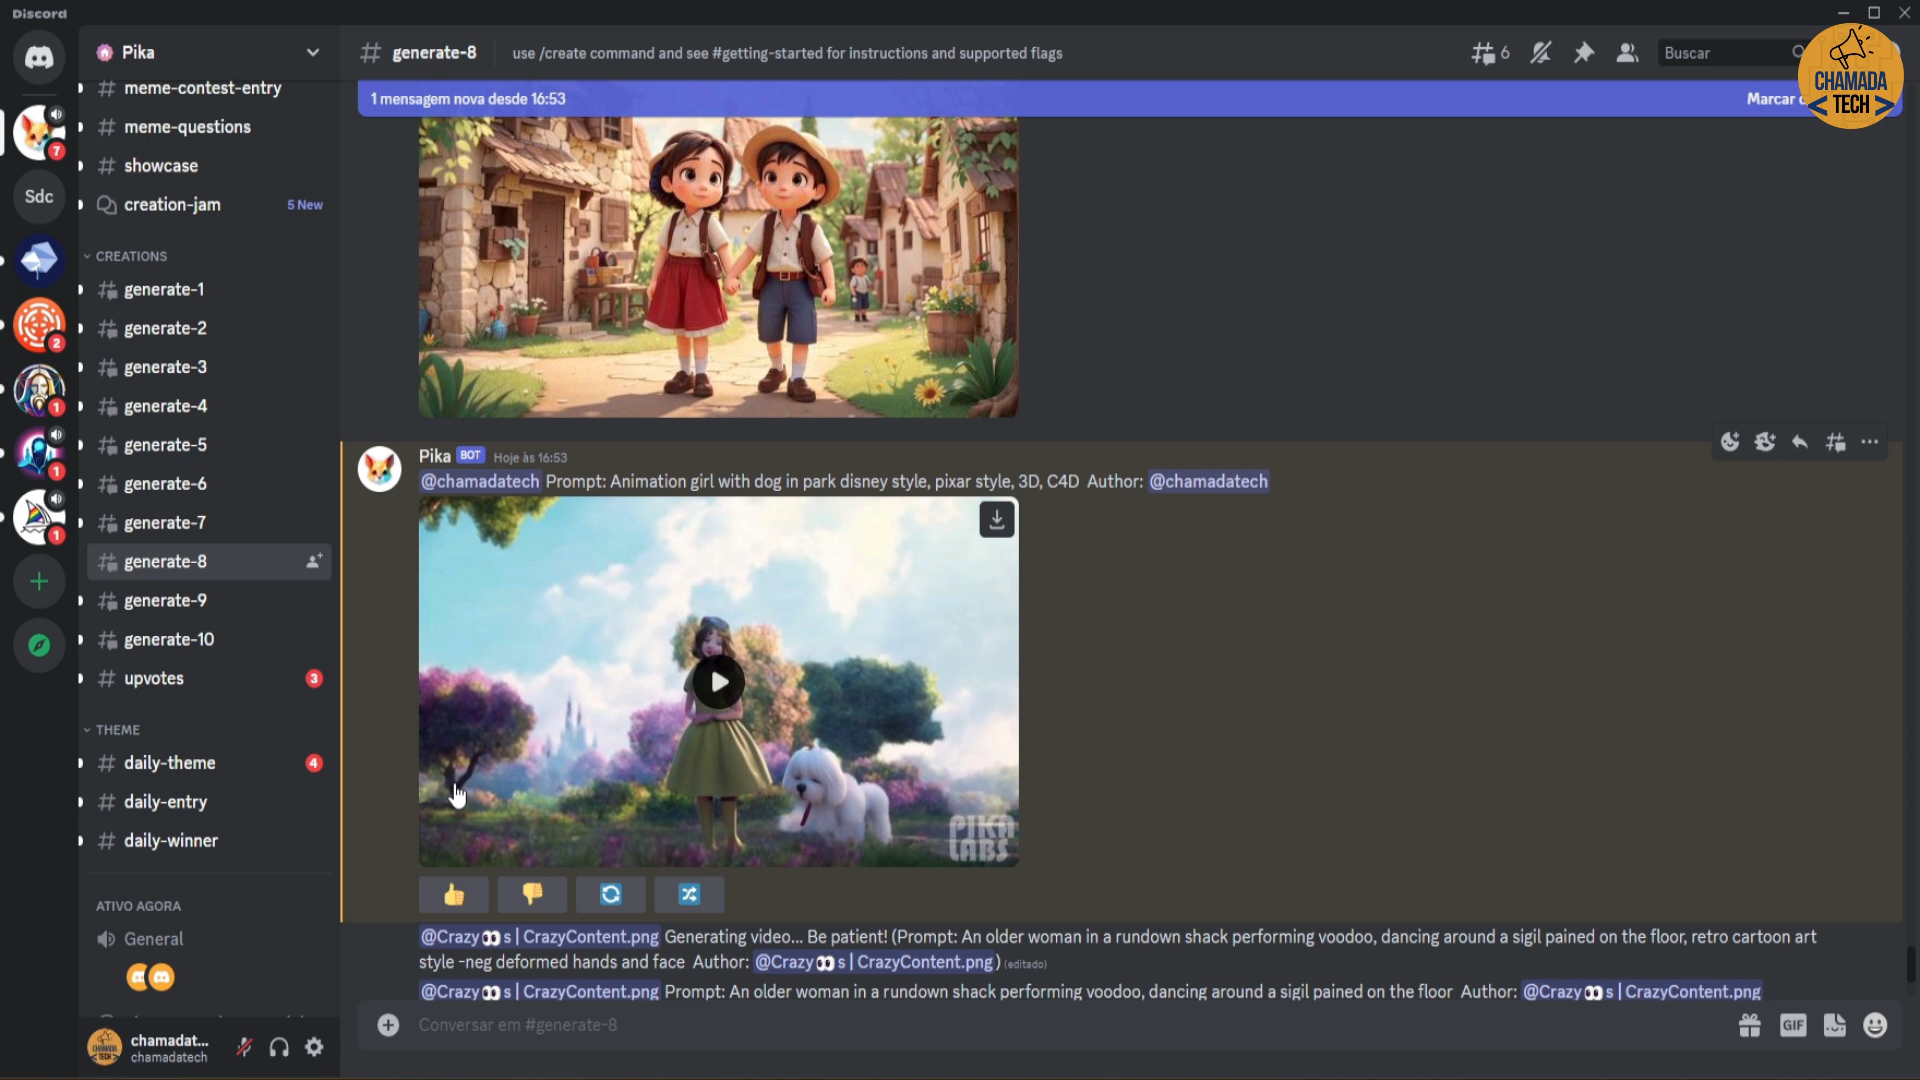 Discord
Pika
generate-8
use /create command and see #getting-started for instructions and supported flags
6
Buscar
CHAMADA
< TECH >
1 mensagem nova desde 16:53
Marcar
meme-contest-entry
meme-questions
showcase
creation-jam
5 New
CREATIONS
generate-1
generate-2
generate-3
generate-4
generate-5
generate-6
generate-7
generate-8
generate-9
generate-10
upvotes
3
THEME
daily-theme
4
daily-entry
daily-winner
ATIVO AGORA
General
chamadat...
chamadatech
7
Sdc
2
1
1
1
Pika BOT Hoje às 16:53
@chamadatech Prompt: Animation girl with dog in park disney style, pixar style, 3D, C4D Author: @chamadatech
PIKA
LABS
@Crazy👀s | CrazyContent.png Generating video... Be patient! (Prompt: An older woman in a rundown shack performing voodoo, dancing around a sigil pained on the floor, retro cartoon art
style -neg deformed hands and face Author: @Crazy👀s | CrazyContent.png) (editado)
@Crazy👀s | CrazyContent.png Prompt: An older woman in a rundown shack performing voodoo, dancing around a sigil pained on the floor Author: @Crazy👀s | CrazyContent.png
Conversar em #generate-8
GIF